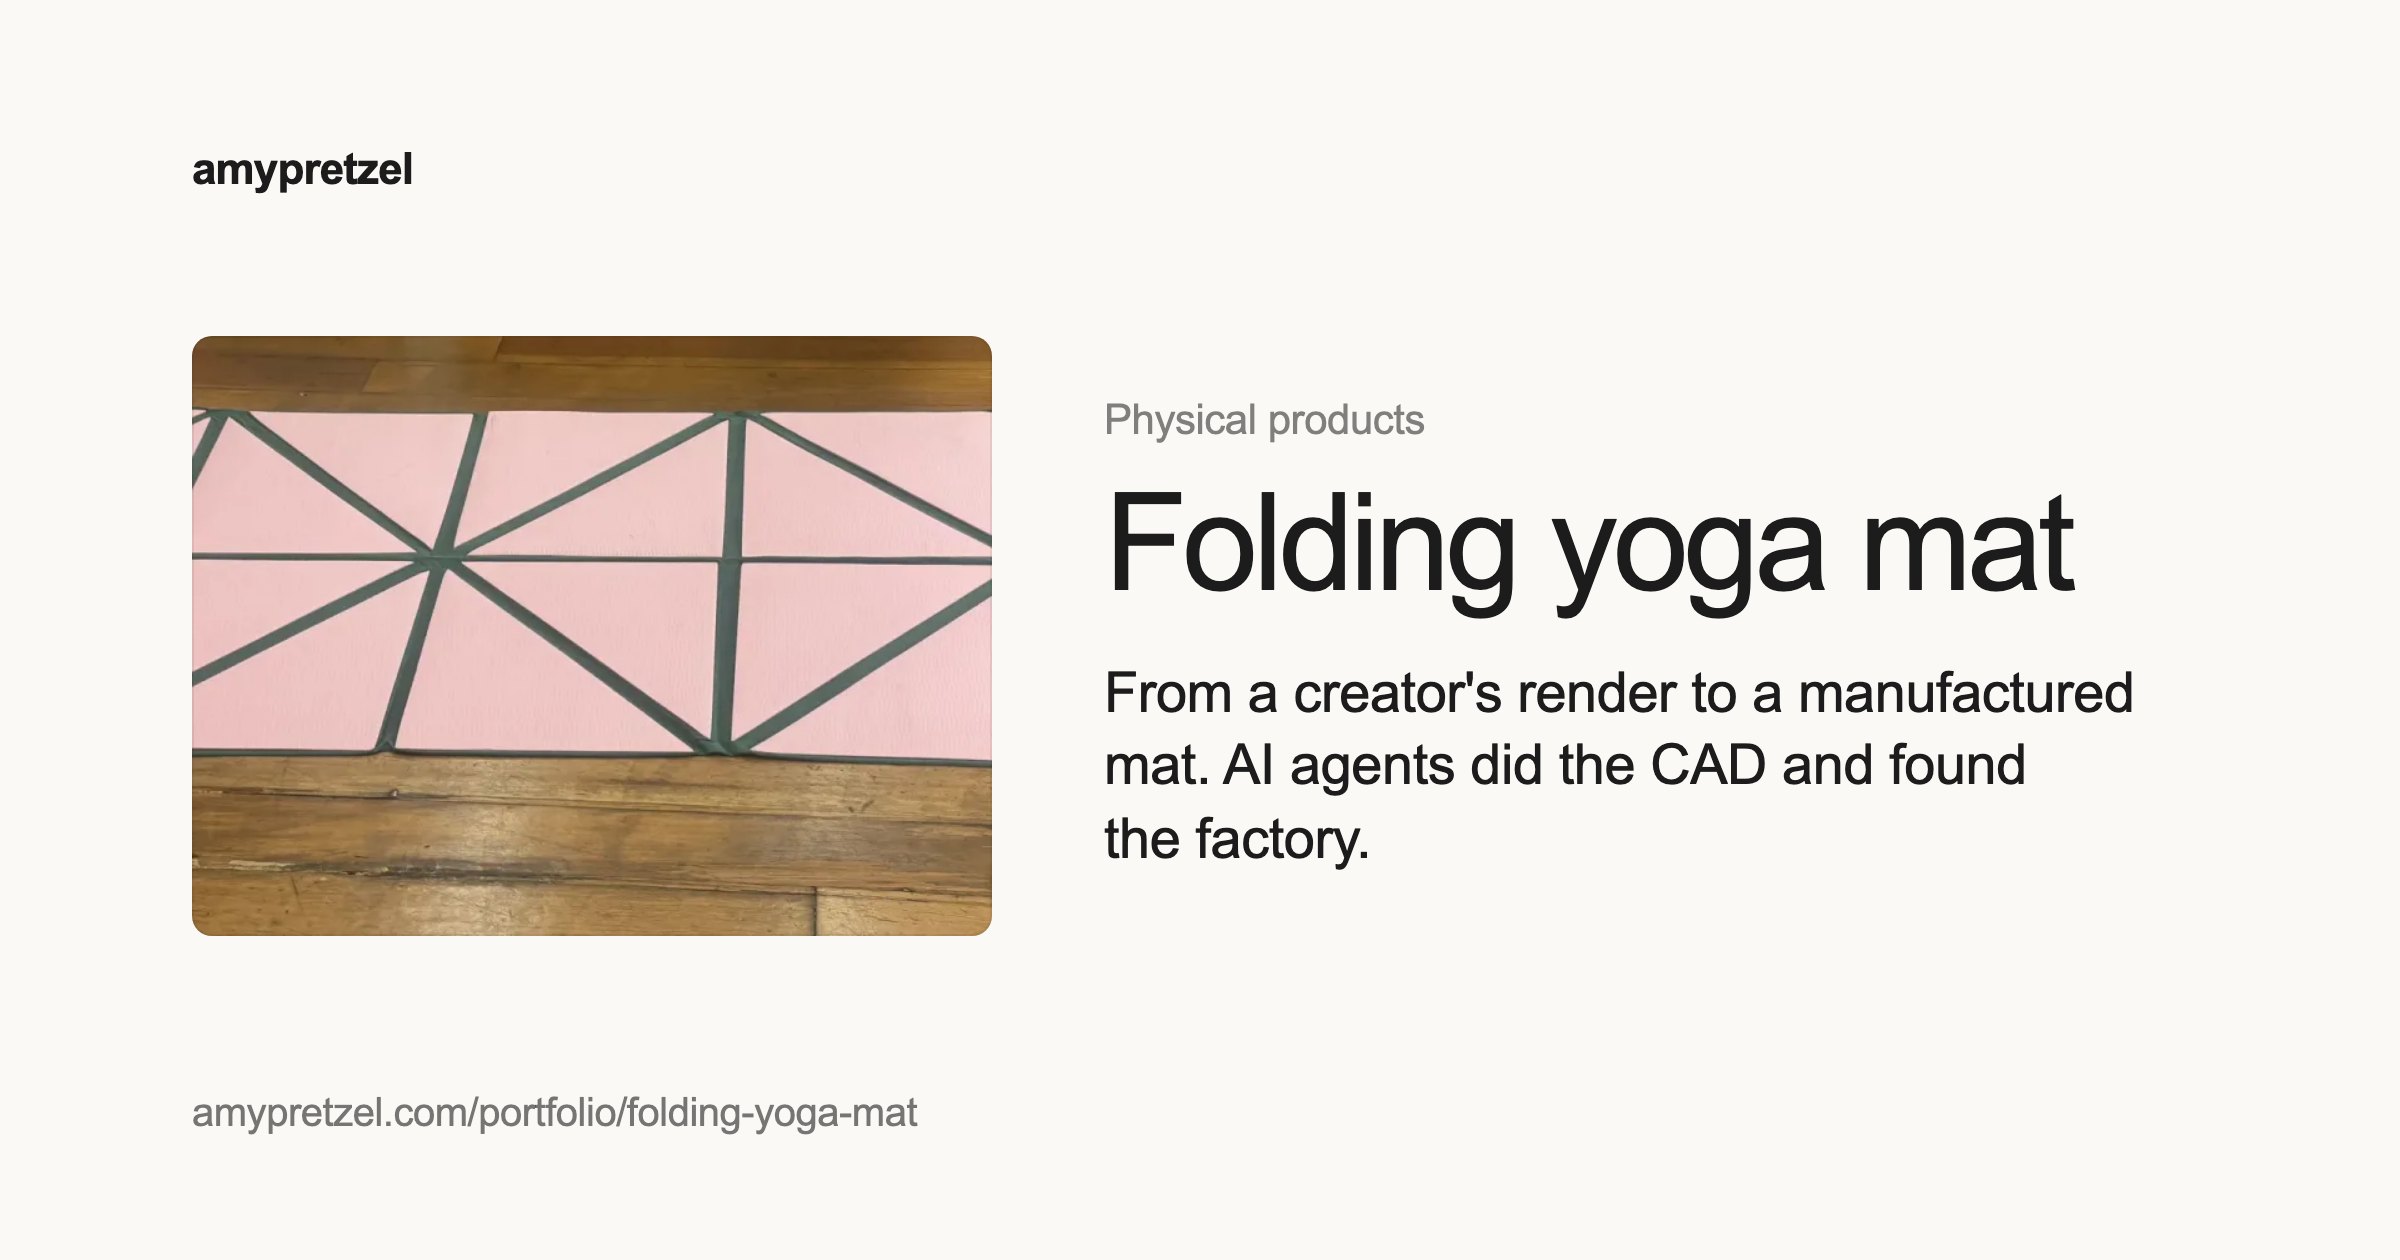 amypretzel
Physical products
Folding yoga mat
From a creator's render to a manufactured
mat. AI agents did the CAD and found
the factory.
amypretzel.com/portfolio/folding-yoga-mat